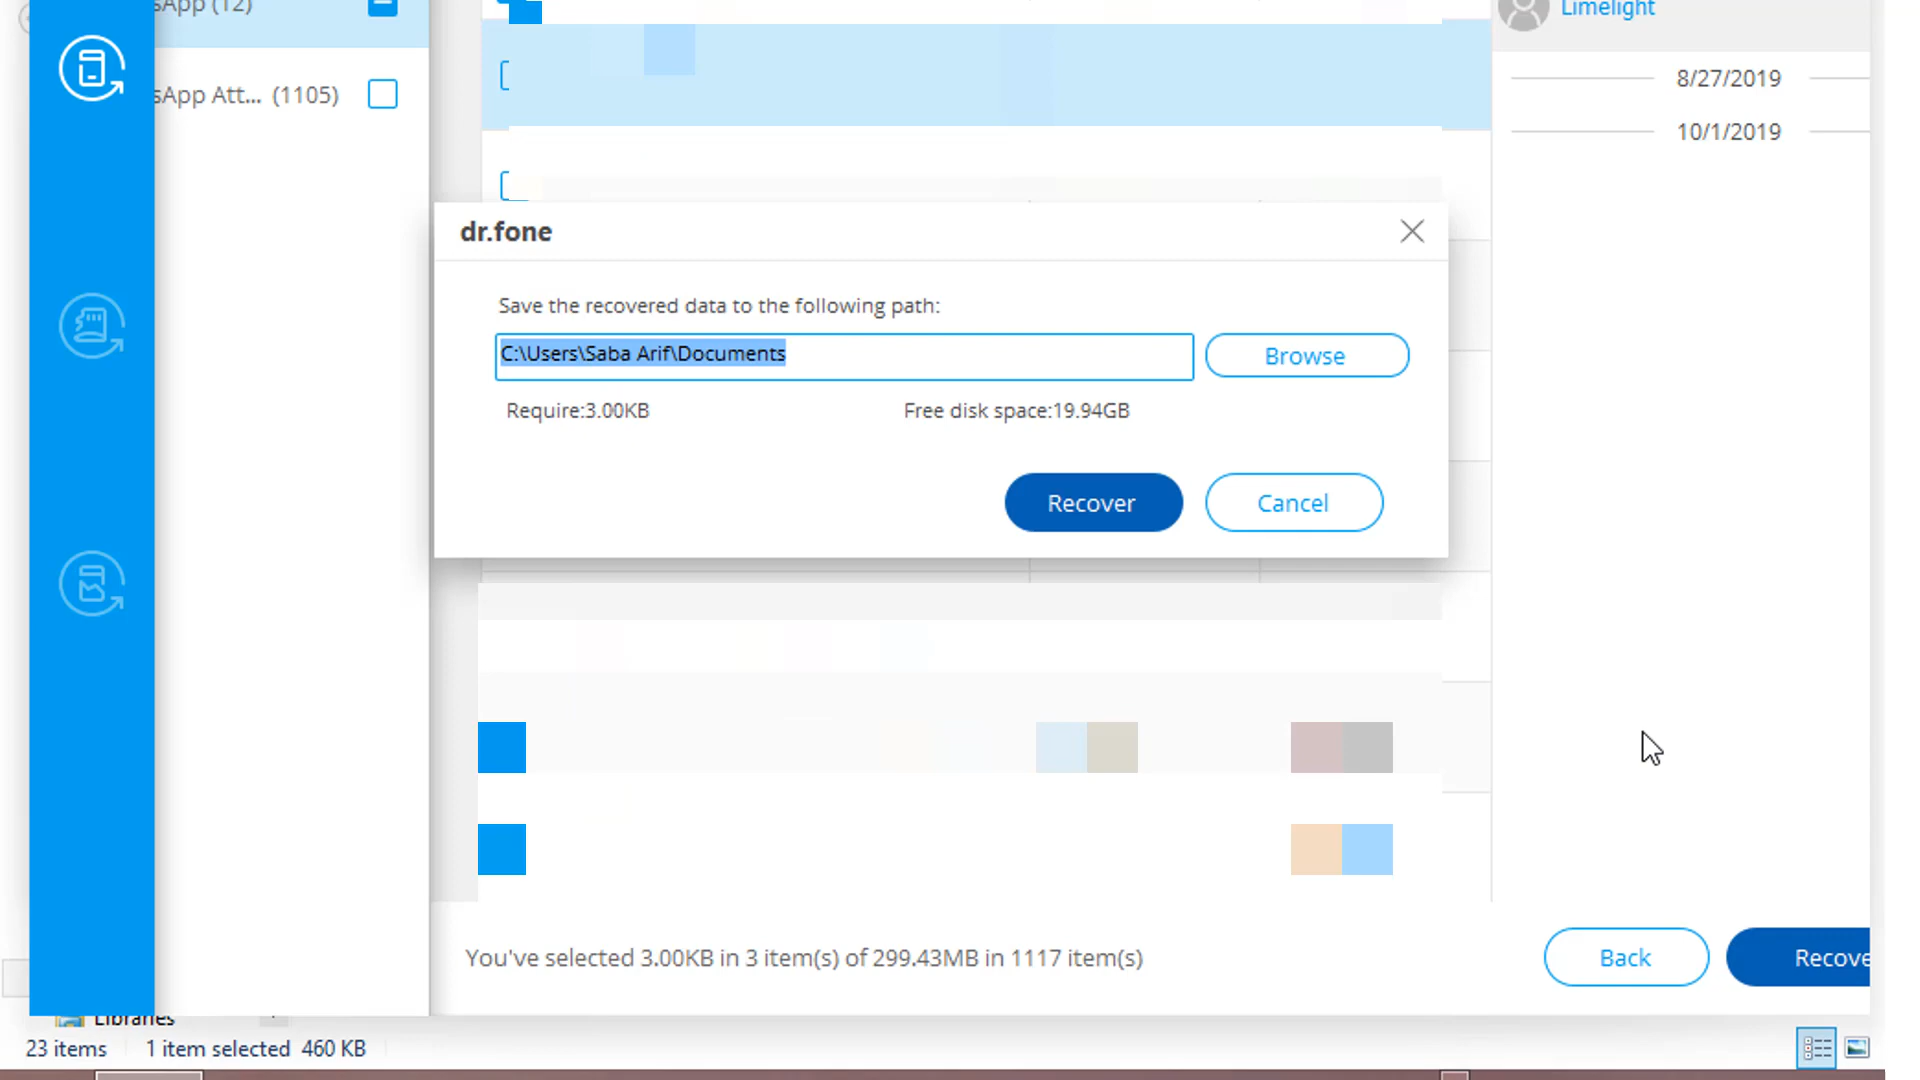 sApp (12)
sApp Att... (1105)
Limelight
8/27/2019
10/1/2019
dr.fone
Save the recovered data to the following path:
C:\Users\Saba Arif\Documents
Browse
Require:3.00KB
Free disk space:19.94GB
Recover
Cancel
You've selected 3.00KB in 3 item(s) of 299.43MB in 1117 item(s)
Back
Recove
Libraries
23 items
1 item selected 460 KB